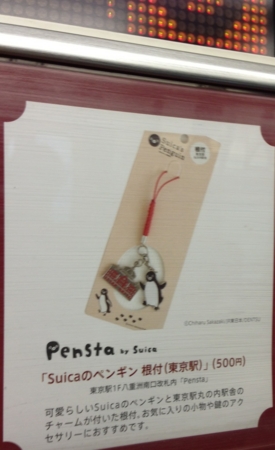 Suica's Penguin
Pensta by Suica
「Suicaのペンギン 根付(東京駅)」(500円)
東京駅1F八重洲南口改札内「Pensta」
可愛らしいSuicaのペンギンと東京駅丸の内駅舎の
チャームが付いた根付。お気に入りの小物や鍵のアク
セサリーにおすすめです。